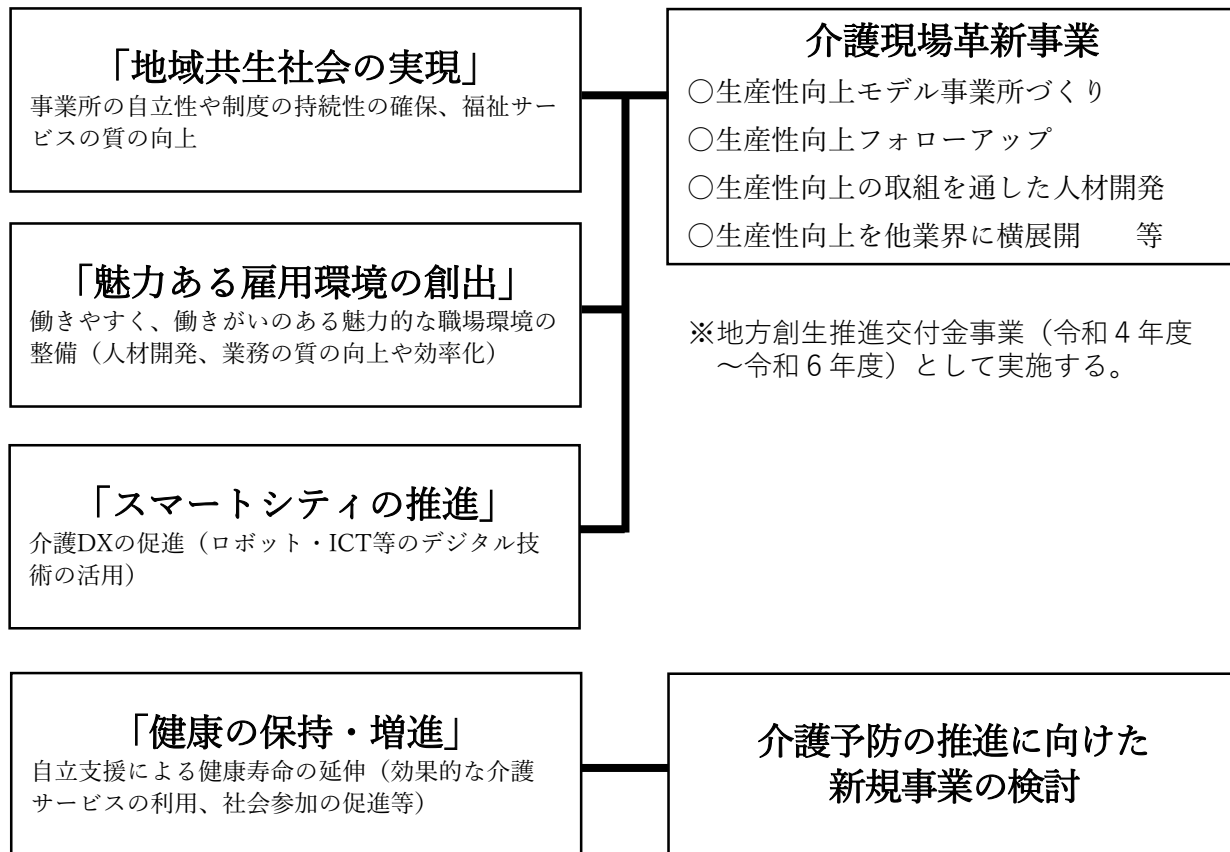 「地域共生社会の実現」
事業所の自立性や制度の持続性の確保、福祉サー
ビスの質の向上
「魅力ある雇用環境の創出」
働きやすく、働きがいのある魅力的な職場環境の
整備（人材開発、業務の質の向上や効率化）
「スマートシティの推進」
介護DXの促進（ロボット・ICT等のデジタル技
術の活用）
介護現場革新事業
○生産性向上モデル事業所づくり
○生産性向上フォローアップ
○生産性向上の取組を通した人材開発
○生産性向上を他業界に横展開　　等
※地方創生推進交付金事業（令和４年度
～令和６年度）として実施する。
「健康の保持・増進」
自立支援による健康寿命の延伸（効果的な介護
サービスの利用、社会参加の促進等）
介護予防の推進に向けた
新規事業の検討